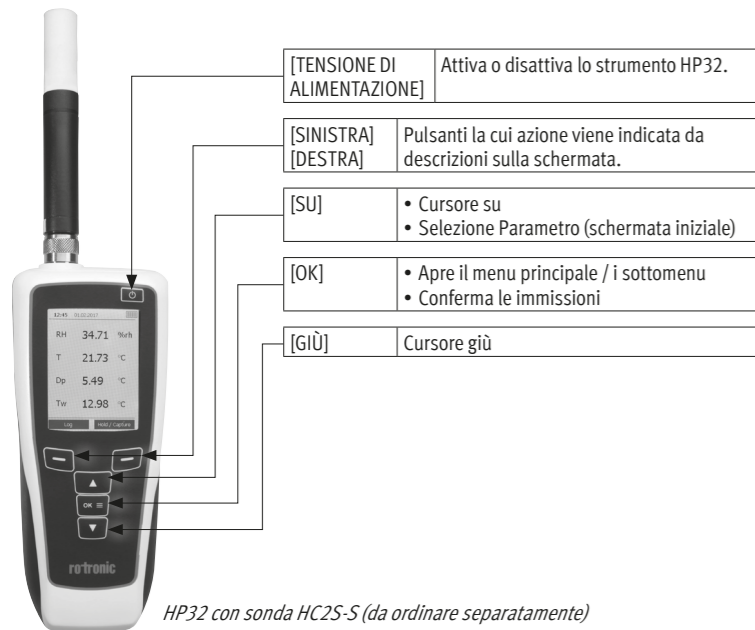 [TENSIONE DI
ALIMENTAZIONE]
Attiva o disattiva lo strumento HP32.
[SINISTRA]
[DESTRA]
Pulsanti la cui azione viene indicata da
descrizioni sulla schermata.
[SU]
• Cursore su
• Selezione Parametro (schermata iniziale)
[OK]
• Apre il menu principale / i sottomenu
• Conferma le immissioni
[GIÙ]
Cursore giù
12:45 01.02.2017
RH 34.71 %rh
T 21.73 °C
Dp 5.49 °C
Tw 12.98 °C
Log Hold / Capture
OK
rotronic
HP32 con sonda HC2S-S (da ordinare separatamente)